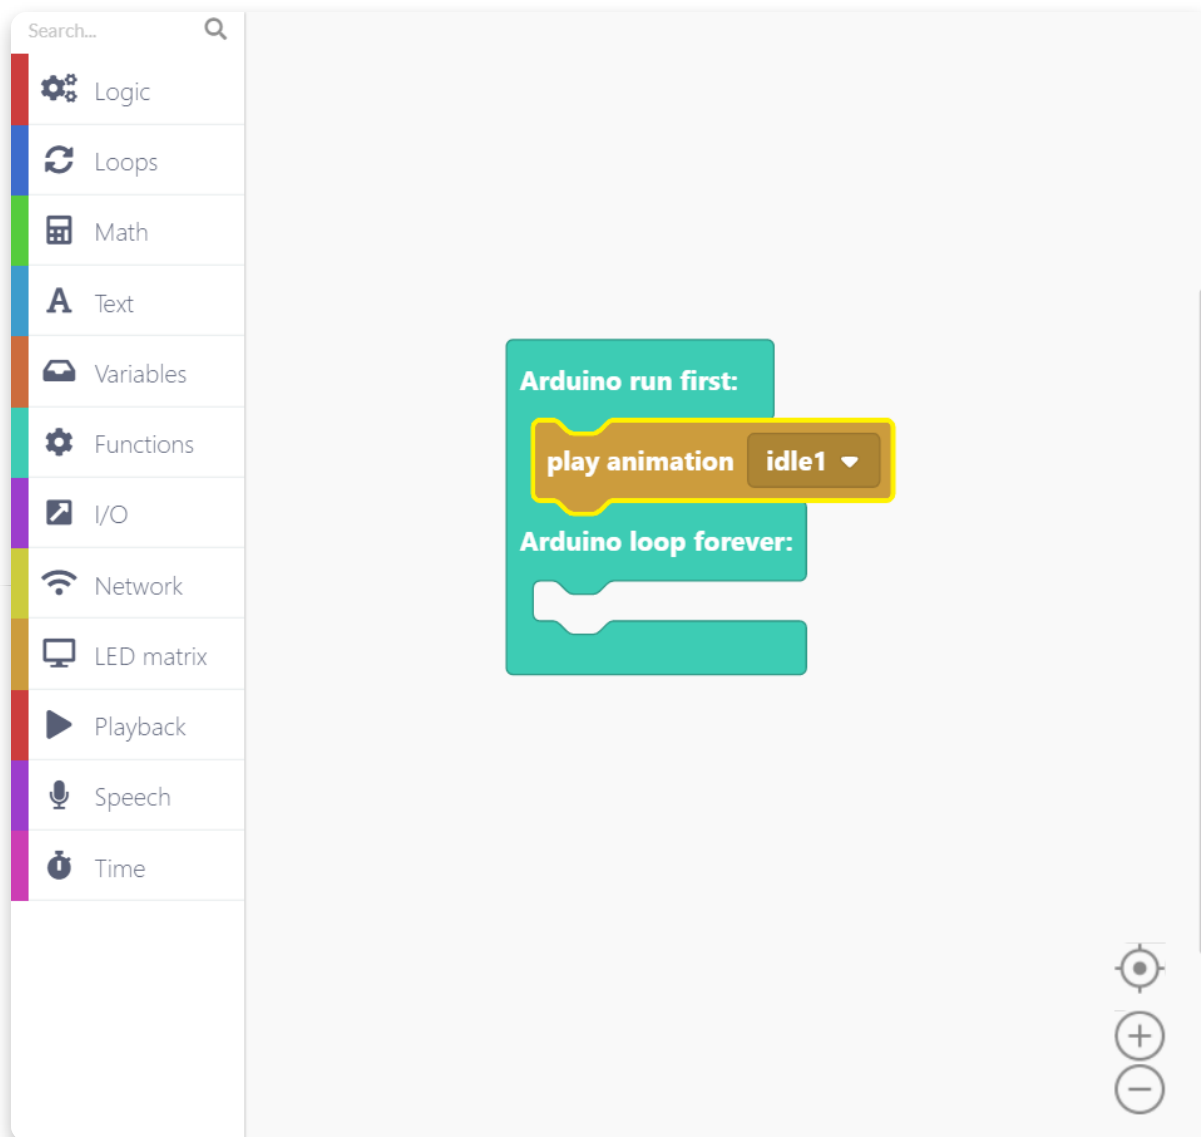 Search...
Logic
Loops
Math
Text
Variables
Functions
I/O
Network
LED matrix
Playback
Speech
Time
Arduino run first:
play animation idle1
Arduino loop forever: